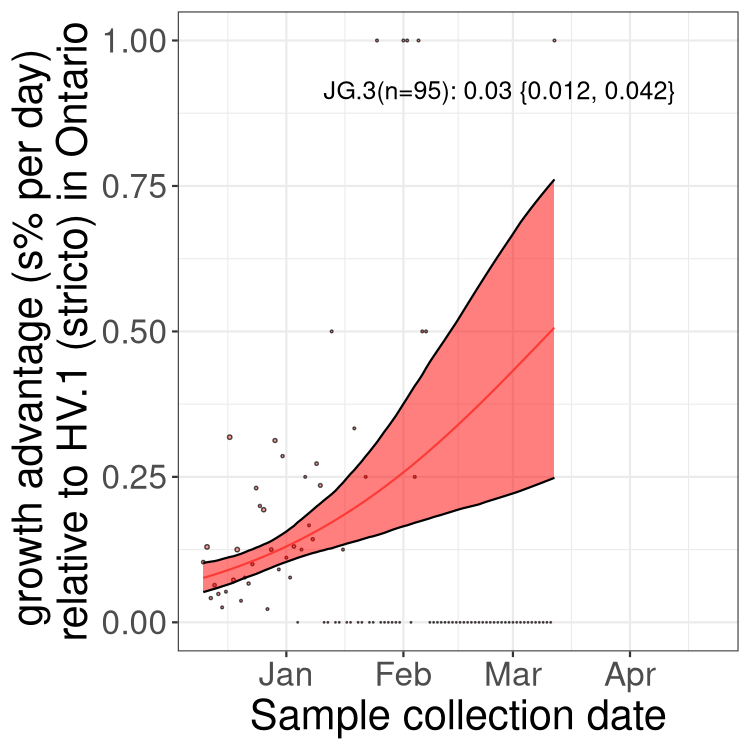 growth advantage (s% per day)
relative to HV.1 (stricto) in Ontario
1.00
0.75
0.50
0.25
0.00
JG.3(n=95): 0.03 {0.012, 0.042}
Jan
Feb
Mar
Apr
Sample collection date